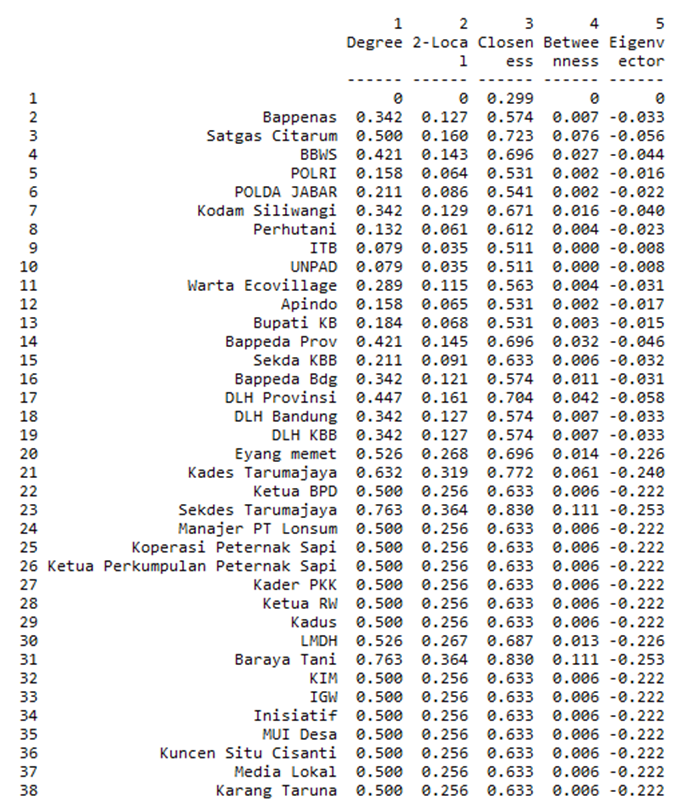 1 2 3 4 5
Degree 2-Loca Closen Betwee Eigenv
l ess nness ector
------ ------ ------ ------ ------
1 0 0 0.299 0 0
2 Bappenas 0.342 0.127 0.574 0.007 -0.033
3 Satgas Citarum 0.500 0.160 0.723 0.076 -0.056
4 BBWS 0.421 0.143 0.696 0.027 -0.044
5 POLRI 0.158 0.064 0.531 0.002 -0.016
6 POLDA JABAR 0.211 0.086 0.541 0.002 -0.022
7 Kodam Siliwangi 0.342 0.129 0.671 0.016 -0.040
8 Perhutani 0.132 0.061 0.612 0.004 -0.023
9 ITB 0.079 0.035 0.511 0.000 -0.008
10 UNPAD 0.079 0.035 0.511 0.000 -0.008
11 Warta Ecovillage 0.289 0.115 0.563 0.004 -0.031
12 Apindo 0.158 0.065 0.531 0.002 -0.017
13 Bupati KB 0.184 0.068 0.531 0.003 -0.015
14 Bappeda Prov 0.421 0.145 0.696 0.032 -0.046
15 Sekda KBB 0.211 0.091 0.633 0.006 -0.032
16 Bappeda Bdg 0.342 0.121 0.574 0.011 -0.031
17 DLH Provinsi 0.447 0.161 0.704 0.042 -0.058
18 DLH Bandung 0.342 0.127 0.574 0.007 -0.033
19 DLH KBB 0.342 0.127 0.574 0.007 -0.033
20 Eyang memet 0.526 0.268 0.696 0.014 -0.226
21 Kades Tarumajaya 0.632 0.319 0.772 0.061 -0.240
22 Ketua BPD 0.500 0.256 0.633 0.006 -0.222
23 Sekdes Tarumajaya 0.763 0.364 0.830 0.111 -0.253
24 Manajer PT Lonsum 0.500 0.256 0.633 0.006 -0.222
25 Koperasi Peternak Sapi 0.500 0.256 0.633 0.006 -0.222
26 Ketua Perkumpulan Peternak Sapi 0.500 0.256 0.633 0.006 -0.222
27 Kader PKK 0.500 0.256 0.633 0.006 -0.222
28 Ketua RW 0.500 0.256 0.633 0.006 -0.222
29 Kadus 0.500 0.256 0.633 0.006 -0.222
30 LMDH 0.526 0.267 0.687 0.013 -0.226
31 Baraya Tani 0.763 0.364 0.830 0.111 -0.253
32 KIM 0.500 0.256 0.633 0.006 -0.222
33 IGW 0.500 0.256 0.633 0.006 -0.222
34 Inisiatif 0.500 0.256 0.633 0.006 -0.222
35 MUI Desa 0.500 0.256 0.633 0.006 -0.222
36 Kuncen Situ Cisanti 0.500 0.256 0.633 0.006 -0.222
37 Media Lokal 0.500 0.256 0.633 0.006 -0.222
38 Karang Taruna 0.500 0.256 0.633 0.006 -0.222